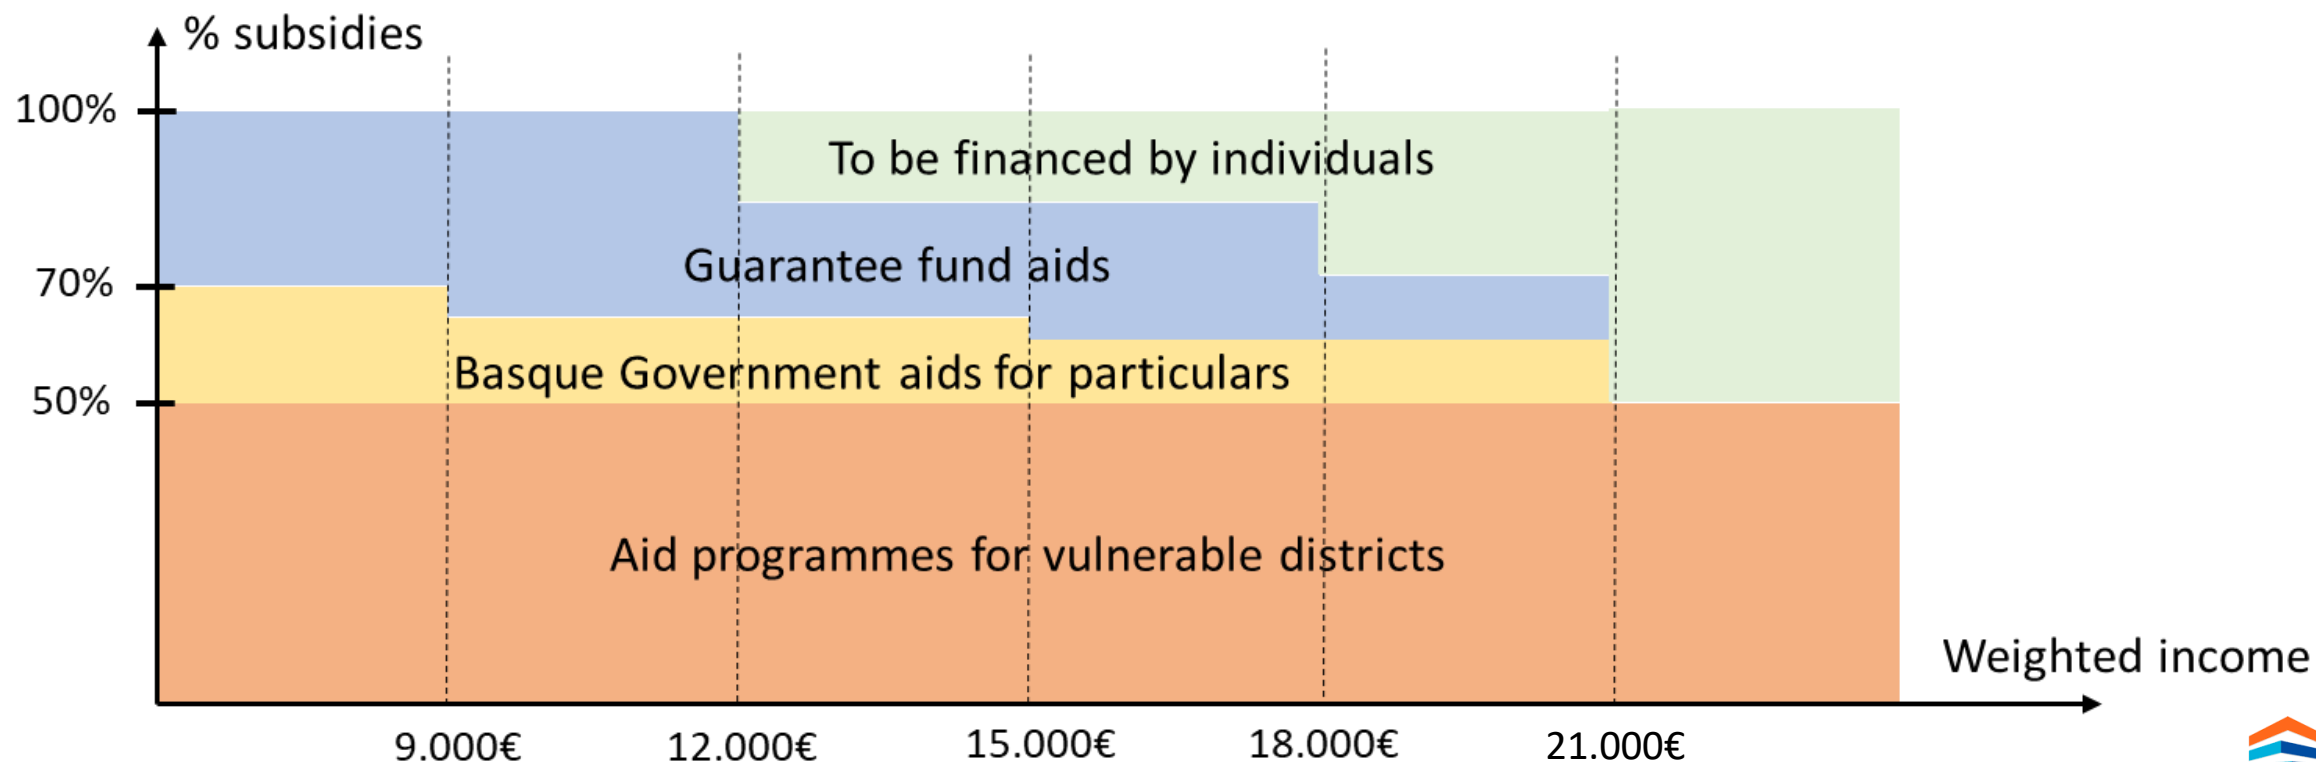 % subsidies
100%
To be financed by individuals
70%
Guarantee fund aids
50%
Basque Government aids for particulars
Aid programmes for vulnerable districts
Weighted income
9.000€
12.000€
15.000€
18.000€
21.000€